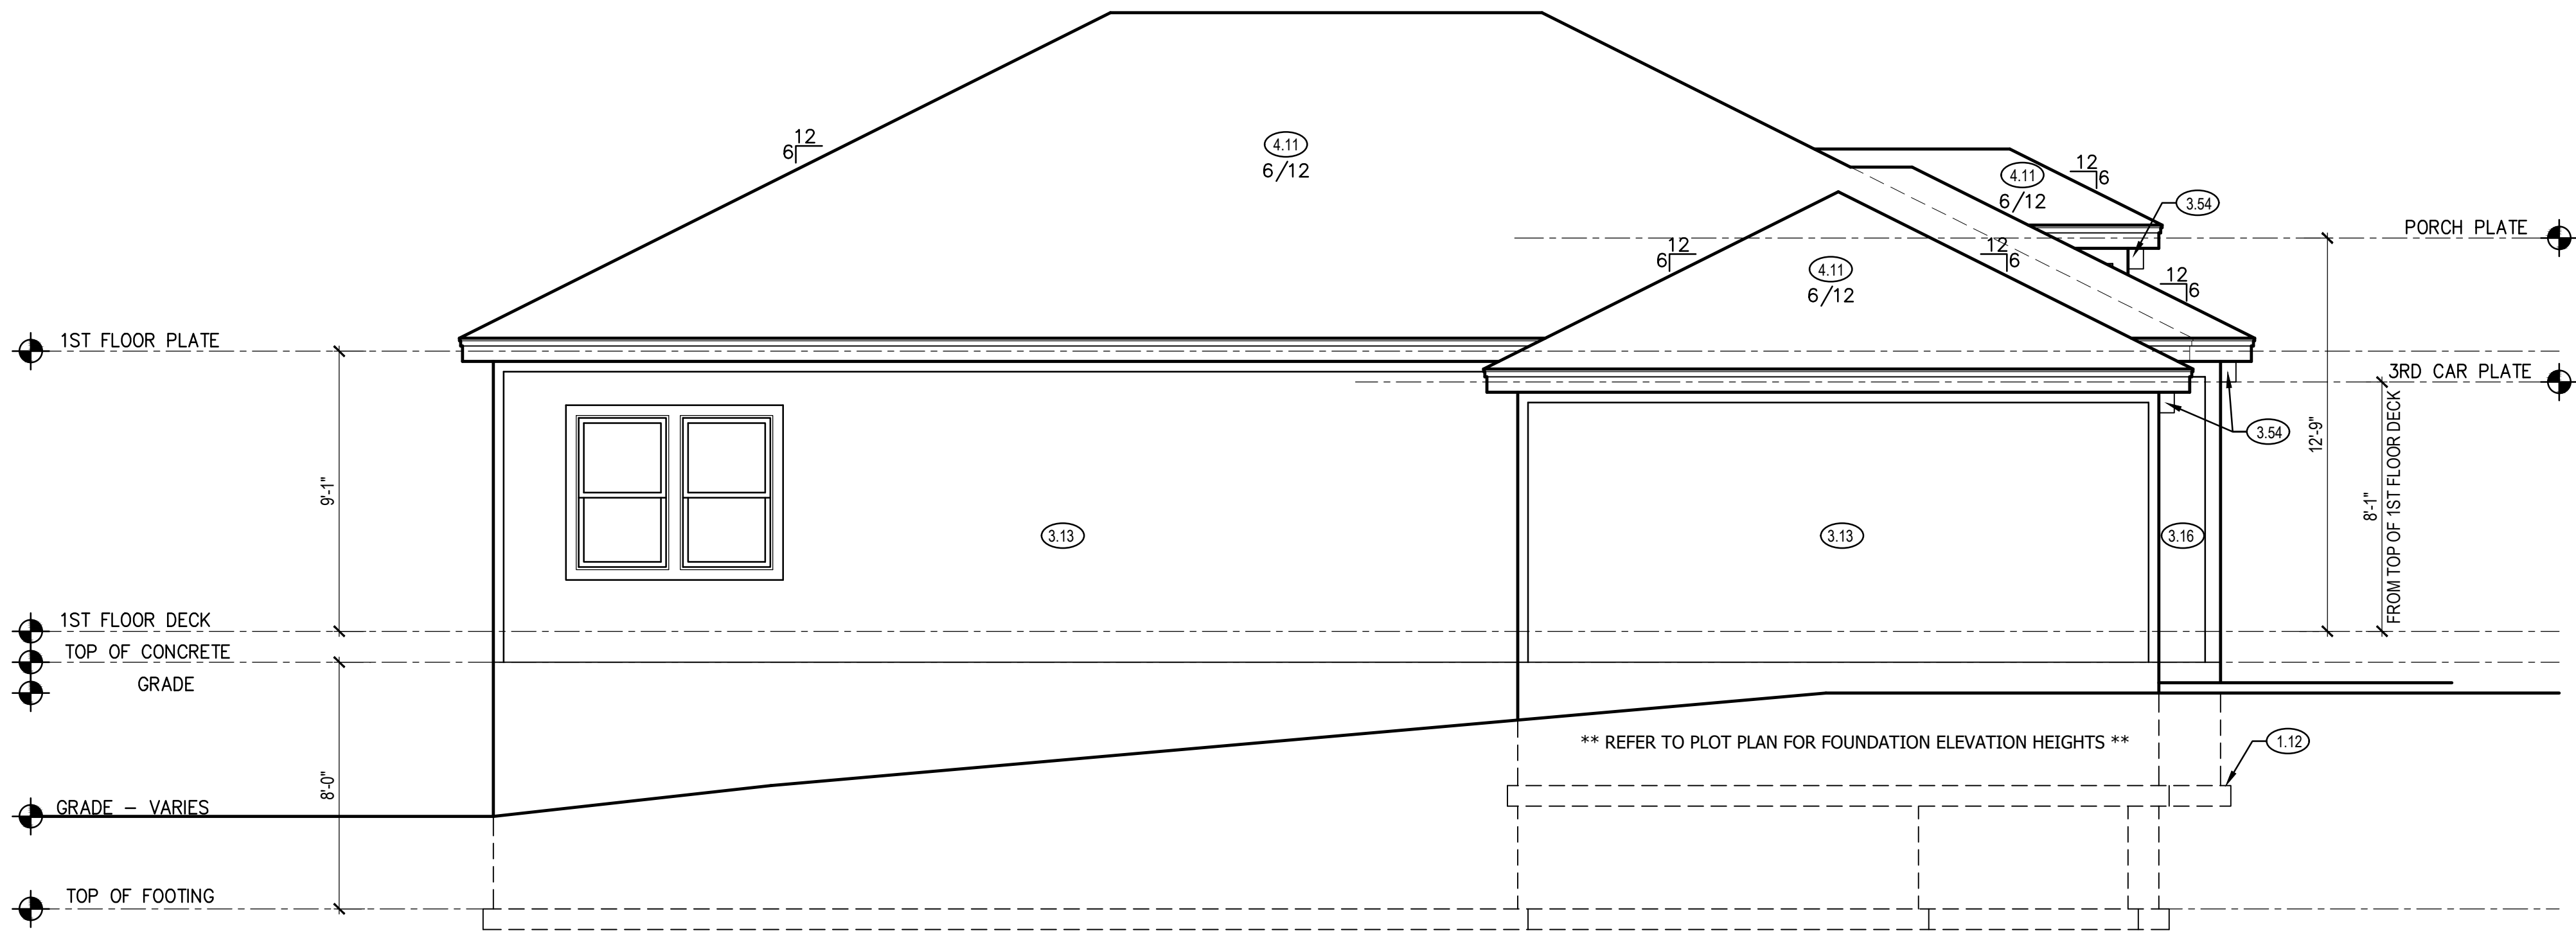 12
6
4.11
6/12
12
6
4.11
6/12
3.54
PORCH PLATE
12
6
12
6
4.11
6/12
12
6
1ST FLOOR PLATE
3RD CAR PLATE
3.54
12'-9"
8'-1"
FROM TOP OF 1ST FLOOR DECK
9'-1"
3.13
3.13
3.16
1ST FLOOR DECK
TOP OF CONCRETE
GRADE
** REFER TO PLOT PLAN FOR FOUNDATION ELEVATION HEIGHTS **
1.12
8'-0"
GRADE - VARIES
TOP OF FOOTING